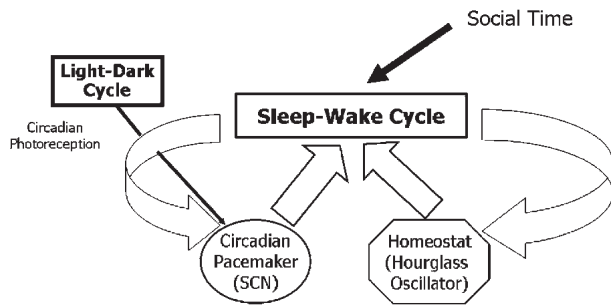 Social Time
Light-Dark
Cycle
Circadian
Photoreception
Sleep-Wake Cycle
Circadian
Pacemaker
(SCN)
Homeostat
(Hourglass
Oscillator)